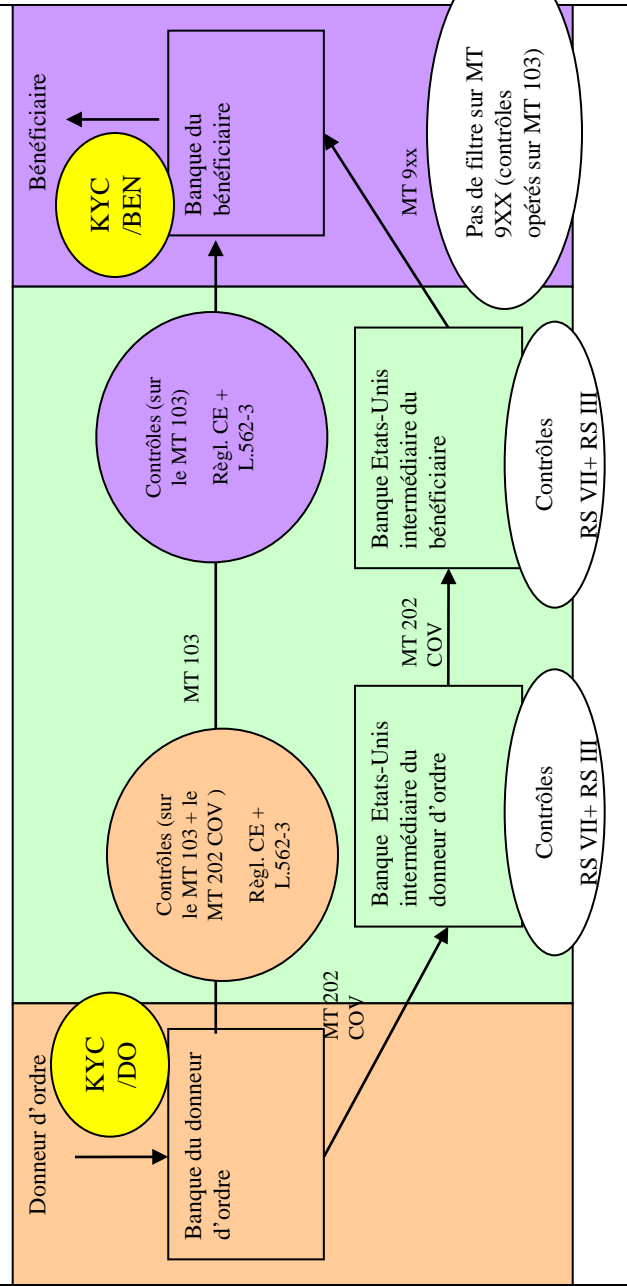 Donneur d'ordre
KYC
/DO
Banque du donneur
d'ordre
MT 202
COV
Contrôles (sur
le MT 103 + le
MT 202 COV )
Règl. CE +
L.562-3
MT 103
Contrôles (sur
le MT 103)
Règl. CE +
L.562-3
Bénéficiaire
KYC
/BEN
Banque du
bénéficiaire
Banque  Etats-Unis
intermédiaire du
donneur d'ordre
Contrôles
RS VII+ RS III
MT 202
COV
Banque Etats-Unis
intermédiaire du
bénéficiaire
Contrôles
RS VII+ RS III
MT 9xx
Pas de filtre sur MT
9XX (contrôles
opérés sur MT 103)